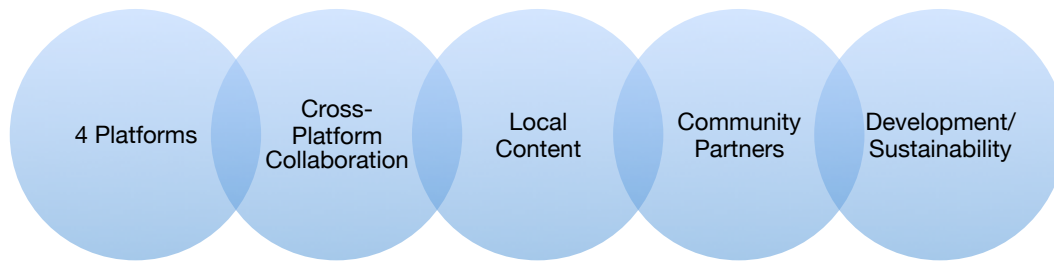 4 Platforms
Cross-
Platform
Collaboration
Local
Content
Community
Partners
Development/
Sustainability